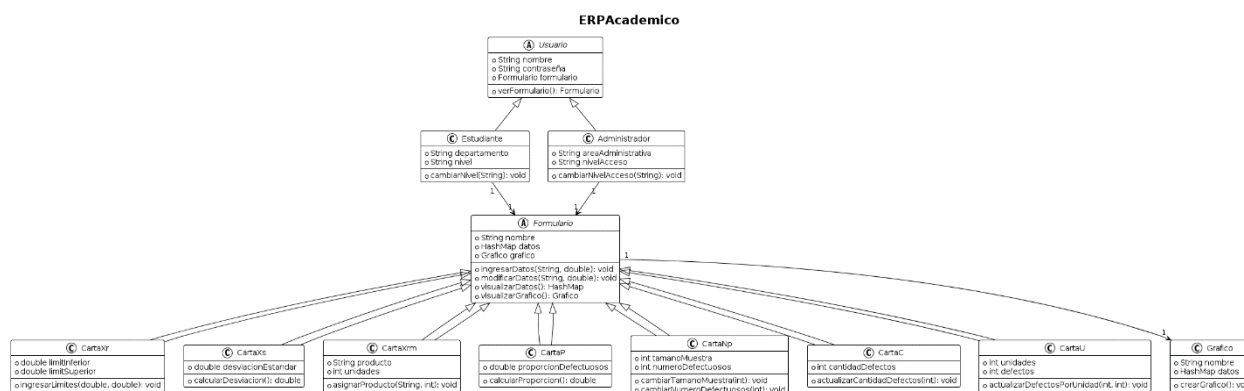 ERPAcademico
A Usuario
String nombre
String contraseña
Formulario formulario
verFormulario(): Formulario
C Estudiante
String departamento
String nivel
cambiarNivel(String): void
C Administrador
String areaAdministrativa
String nivelAcceso
cambiarNivelAcceso(String): void
1
1
1
1
A Formulario
String nombre
HashMap datos
Grafico grafico
ingresarDatos(String, double): void
modificarDatos(String, double): void
visualizarDatos(): HashMap
visualizarGrafico(): Grafico
1
1
C CartaXr
double limitInferior
double limitSuperior
ingresarLimites(double, double): void
C CartaXs
double desviacionEstandar
calcularDesviacion(): double
C CartaXrm
String producto
int unidades
asignarProducto(String, int): void
C CartaP
double proporcionDefectuosos
calcularProporcion(): double
C CartaNp
int tamanoMuestra
int numeroDefectuosos
cambiarTamanoMuestra(int): void
cambiarNumeroDefectuosos(int): void
C CartaC
int cantidadDefectos
actualizarCantidadDefectos(int): void
C CartaU
int unidades
int defectos
actualizarDefectosPorUnidad(int, int): void
C Grafico
String nombre
HashMap datos
crearGrafico():